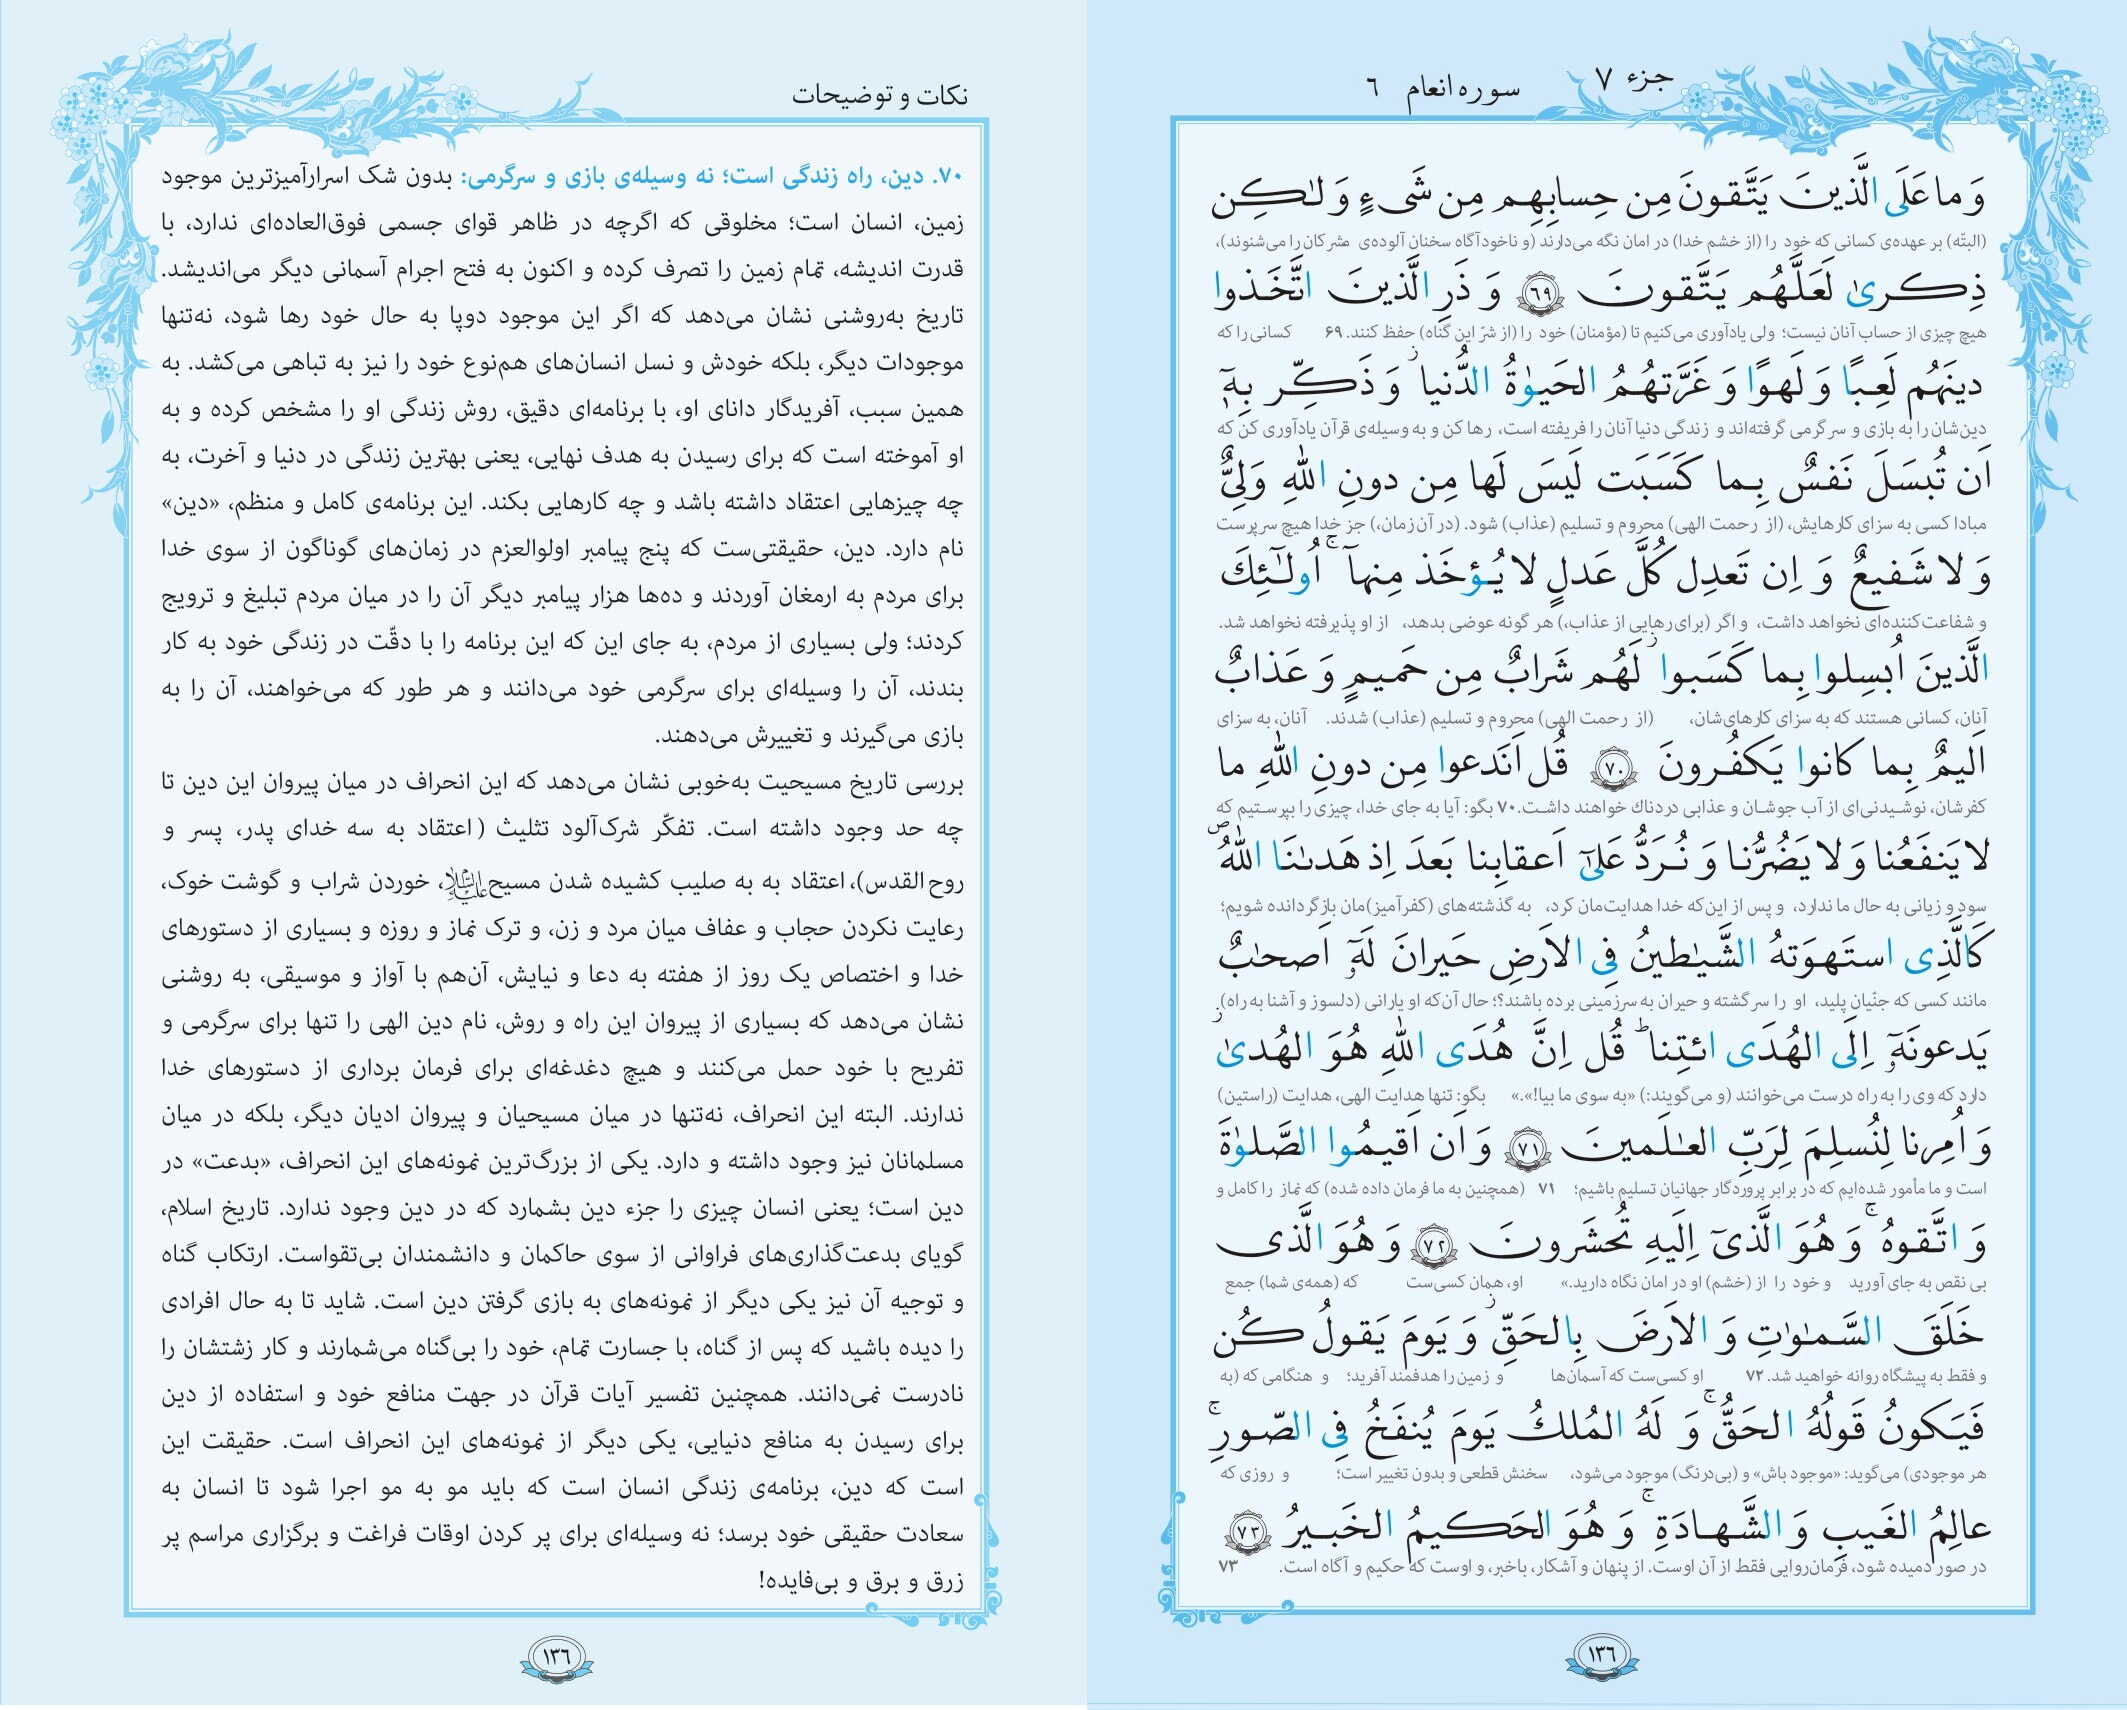 جزء ۷
سوره انعام ۶
وَ ما عَلَى الَّذينَ يَتَّقونَ مِن حِسابِهِم مِن شَىءٍ وَ لٰـكِن
(البتّه) بر عهده‌ی کسانی که خود را (از خشم خدا) در امان نگه می‌دارند (و ناخودآگاه سخنان آلوده‌ی مشرکان را می‌شنوند)،
ذِكرىٰ لَعَلَّهُم يَتَّقونَ ﴿۶۹﴾ وَ ذَرِ الَّذينَ اتَّخَذوا
هیچ چیزی از حساب آنان نیست؛ ولی یادآوری می‌کنیم تا (مؤمنان) خود را (از شرّ این گناه) حفظ کنند. ۶۹ کسانی را که
دينَهُم لَعِبًا وَ لَهوًا وَ غَرَّتهُمُ الحَيوٰةُ الدُّنيا ۚ وَ ذَكِّر بِهٖٓ
دین‌شان را به بازی و سرگرمی گرفته‌اند و زندگی دنیا آنان را فریفته است، رها کن و به وسیله‌ی قرآن یادآوری کن که
اَن تُبسَلَ نَفسٌ بِما كَسَبَت لَيسَ لَها مِن دونِ اللّٰهِ وَلِىٌّ
مبادا کسی به سزای کارهایش، (از رحمت الهی) محروم و تسلیم (عذاب) شود. (در آن زمان،) جز خدا هیچ سرپرست
وَ لا شَفيعٌ وَ اِن تَعدِل كُلَّ عَدلٍ لا يُؤخَذ مِنهآ ۗ اُولٰٓئِكَ
و شفاعت‌کننده‌ای نخواهد داشت، و اگر (برای رهایی از عذاب،) هر گونه عوضی بدهد، از او پذیرفته نخواهد شد.
الَّذينَ اُبسِلوا بِما كَسَبوا ۖ لَهُم شَرابٌ مِن حَميمٍ وَ عَذابٌ
آنان، کسانی هستند که به سزای کارهای‌شان، (از رحمت الهی) محروم و تسلیم (عذاب) شدند. آنان، به سزای
اَليمٌ بِما كانوا يَكفُرونَ ﴿۷۰﴾ قُل اَنَدعوا مِن دونِ اللّٰهِ ما
کفرشان، نوشیدنی‌ای از آب جوشان و عذابی دردناك خواهند داشت. ۷۰ بگو: آیا به جای خدا، چیزی را بپرستیم که
لا يَنفَعُنا وَ لا يَضُرُّنا وَ نُرَدُّ عَلىٰٓ اَعقابِنا بَعدَ اِذ هَدىٰنَا اللّٰهُ
سود و زیانی به حال ما ندارد، و پس از این‌که خدا هدایت‌مان کرد، به گذشته‌های (کفرآمیز)مان بازگردانده شویم؛
كَالَّذِى استَهوَتهُ الشَّيٰطينُ فِى الاَرضِ حَيرانَ لَهٗٓ اَصحٰبٌ
مانند کسی که جنّیان پلید، او را سرگشته و حیران به سرزمینی برده باشند؟؛ حال آن‌که او یارانی (دلسوز و آشنا به راه)
يَدعونَهٗٓ اِلَى الهُدَى ائتِنا ۗ قُل اِنَّ هُدَى اللّٰهِ هُوَ الهُدىٰ
دارد که وی را به راه درست می‌خوانند (و می‌گویند:) «به سوی ما بیا!».» بگو: تنها هدایت الهی، هدایت (راستین)
وَ اُمِرنا لِنُسلِمَ لِرَبِّ العـٰلَمينَ ﴿۷۱﴾ وَ اَن اَقيمُوا الصَّلوٰةَ
است و ما مأمور شده‌ایم که در برابر پروردگار جهانیان تسلیم باشیم؛ ۷۱ (همچنین به ما فرمان داده شده) که نماز را کامل و
وَ اتَّقوهُ ۚ وَ هُوَ الَّذىٓ اِلَيهِ تُحشَرونَ ﴿۷۲﴾ وَ هُوَ الَّذى
بی نقص به جای آورید و خود را از (خشم) او در امان نگاه دارید.» او، همان کسی‌ست که (همه‌ی شما) جمع
خَلَقَ السَّمٰوٰتِ وَ الاَرضَ بِالحَقِّ ۖ وَ يَومَ يَقولُ كُن
و فقط به پیشگاه روانه خواهید شد. ۷۲ او کسی‌ست که آسمان‌ها و زمین را هدفمند آفرید؛ و هنگامی که (به
فَيَكونُ قَولُهُ الحَقُّ ۚ وَ لَهُ المُلكُ يَومَ يُنفَخُ فِى الصّورِ ۚ
هر موجودی) می‌گوید: «موجود باش» و (بی‌درنگ) موجود می‌شود، سخنش قطعی و بدون تغییر است؛ و روزی که
عالِمُ الغَيبِ وَ الشَّهادَةِ ۚ وَ هُوَ الحَكيمُ الخَبيرُ ﴿۷۳﴾
در صور دمیده شود، فرمان‌روایی فقط از آن اوست. از پنهان و آشکار، باخبر، و اوست که حکیم و آگاه است. ۷۳
۱۳۶
نکات و توضیحات
۷۰. دین، راه زندگی است؛ نه وسیله‌ی بازی و سرگرمی: بدون شک اسرارآمیزترین موجود
زمین، انسان است؛ مخلوقی که اگرچه در ظاهر قوای جسمی فوق‌العاده‌ای ندارد، با
قدرت اندیشه، تمام زمین را تصرف کرده و اکنون به فتح اجرام آسمانی دیگر می‌اندیشد.
تاریخ به‌روشنی نشان می‌دهد که اگر این موجود دوپا به حال خود رها شود، نه‌تنها
موجودات دیگر، بلکه خودش و نسل انسان‌های هم‌نوع خود را نیز به تباهی می‌کشد. به
همین سبب، آفریدگار دانای او، با برنامه‌ای دقیق، روش زندگی او را مشخص کرده و به
او آموخته است که برای رسیدن به هدف نهایی، یعنی بهترین زندگی در دنیا و آخرت، به
چه چیزهایی اعتقاد داشته باشد و چه کارهایی بکند. این برنامه‌ی کامل و منظم، «دین»
نام دارد. دین، حقیقتی‌ست که پنج پیامبر اولوالعزم در زمان‌های گوناگون از سوی خدا
برای مردم به ارمغان آوردند و ده‌ها هزار پیامبر دیگر آن را در میان مردم تبلیغ و ترویج
کردند؛ ولی بسیاری از مردم، به جای این که این برنامه را با دقّت در زندگی خود به کار
بندند، آن را وسیله‌ای برای سرگرمی خود می‌دانند و هر طور که می‌خواهند، آن را به
بازی می‌گیرند و تغییرش می‌دهند.
بررسی تاریخ مسیحیت به‌خوبی نشان می‌دهد که این انحراف در میان پیروان این دین تا
چه حد وجود داشته است. تفکّر شرک‌آلود تثلیث (اعتقاد به سه خدای پدر، پسر و
روح‌القدس)، اعتقاد به به صلیب کشیده شدن مسیح علیه‌السلام، خوردن شراب و گوشت خوک،
رعایت نکردن حجاب و عفاف میان مرد و زن، و ترک نماز و روزه و بسیاری از دستورهای
خدا و اختصاص یک روز از هفته به دعا و نیایش، آن‌هم با آواز و موسیقی، به روشنی
نشان می‌دهد که بسیاری از پیروان این راه و روش، نام دین الهی را تنها برای سرگرمی و
تفریح با خود حمل می‌کنند و هیچ دغدغه‌ای برای فرمان برداری از دستورهای خدا
ندارند. البته این انحراف، نه‌تنها در میان مسیحیان و پیروان ادیان دیگر، بلکه در میان
مسلمانان نیز وجود داشته و دارد. یکی از بزرگ‌ترین نمونه‌های این انحراف، «بدعت» در
دین است؛ یعنی انسان چیزی را جزء دین بشمارد که در دین وجود ندارد. تاریخ اسلام،
گویای بدعت‌گذاری‌های فراوانی از سوی حاکمان و دانشمندان بی‌تقواست. ارتکاب گناه
و توجیه آن نیز یکی دیگر از نمونه‌های به بازی گرفتن دین است. شاید تا به حال افرادی
را دیده باشید که پس از گناه، با جسارت تمام، خود را بی‌گناه می‌شمارند و کار زشتشان را
نادرست نمی‌دانند. همچنین تفسیر آیات قرآن در جهت منافع خود و استفاده از دین
برای رسیدن به منافع دنیایی، یکی دیگر از نمونه‌های این انحراف است. حقیقت این
است که دین، برنامه‌ی زندگی انسان است که باید مو به مو اجرا شود تا انسان به
سعادت حقیقی خود برسد؛ نه وسیله‌ای برای پر کردن اوقات فراغت و برگزاری مراسم پر
زرق و برق و بی‌فایده!
۱۳۶